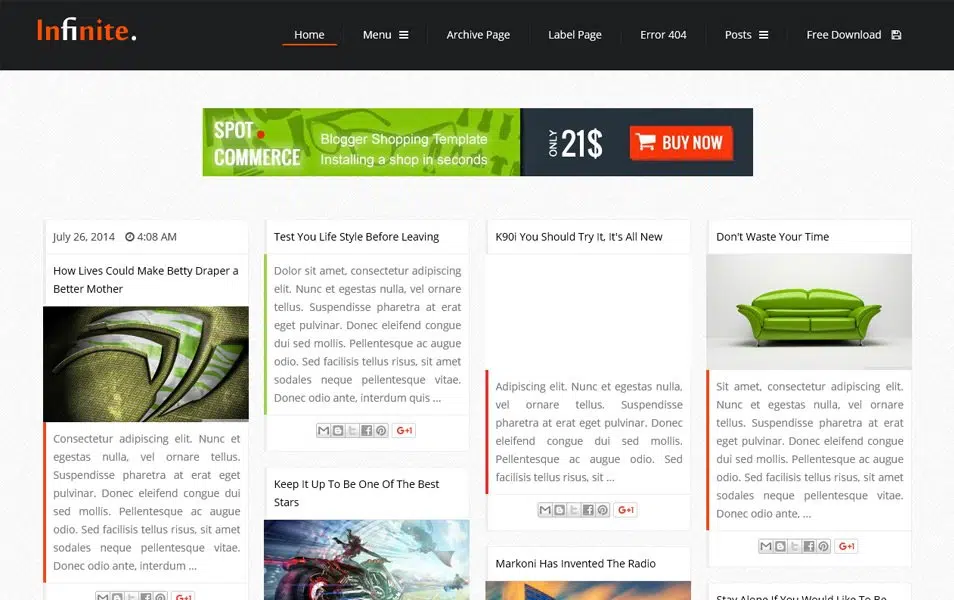 Infinite.
Home
Menu
Archive Page
Label Page
Error 404
Posts
Free Download
SPOT.
COMMERCE
Blogger Shopping Template
Installing a shop in seconds
ONLY
21$
BUY NOW
July 26, 2014 4:08 AM
How Lives Could Make Betty Draper a
Better Mother
Consectetur adipiscing elit. Nunc et
egestas nulla, vel ornare tellus.
Suspendisse pharetra at erat eget
pulvinar. Donec eleifend congue dui
sed mollis. Pellentesque ac augue
odio. Sed facilisis tellus risus, sit amet
sodales neque pellentesque vitae.
Donec odio ante, interdum ...
G+1
Test You Life Style Before Leaving
Dolor sit amet, consectetur adipiscing
elit. Nunc et egestas nulla, vel ornare
tellus. Suspendisse pharetra at erat
eget pulvinar. Donec eleifend congue
dui sed mollis. Pellentesque ac augue
odio. Sed facilisis tellus risus, sit amet
sodales neque pellentesque vitae.
Donec odio ante, interdum quis ...
G+1
Keep It Up To Be One Of The Best
Stars
K90i You Should Try It, It's All New
Adipiscing elit. Nunc et egestas nulla,
vel ornare tellus. Suspendisse
pharetra at erat eget pulvinar. Donec
eleifend congue dui sed mollis.
Pellentesque ac augue odio. Sed
facilisis tellus risus, sit ...
G+1
Markoni Has Invented The Radio
Don't Waste Your Time
Sit amet, consectetur adipiscing elit.
Nunc et egestas nulla, vel ornare
tellus. Suspendisse pharetra at erat
eget pulvinar. Donec eleifend congue
dui sed mollis. Pellentesque ac augue
odio. Sed facilisis tellus risus, sit amet
sodales neque pellentesque vitae.
Donec odio ante, ...
G+1
Stay Alone If You Would Like To Be